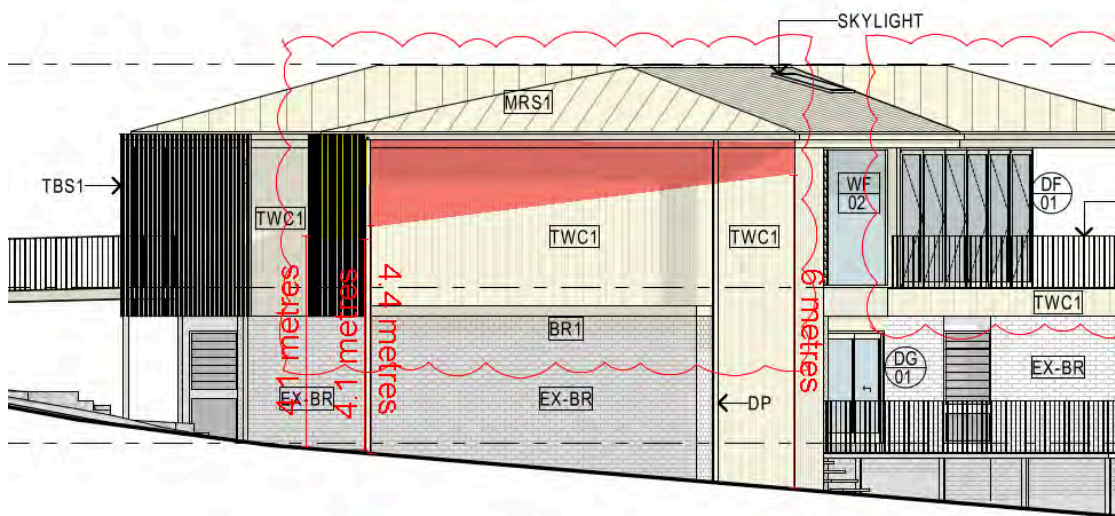 SKYLIGHT
MRS1
TBS1
WF
02
DF
01
TWC1
TWC1
TWC1
TWC1
4.1 metres
4.1 metres
4.4 metres
6 metres
BR1
DG
01
EX-BR
EX-BR
EX-BR
DP